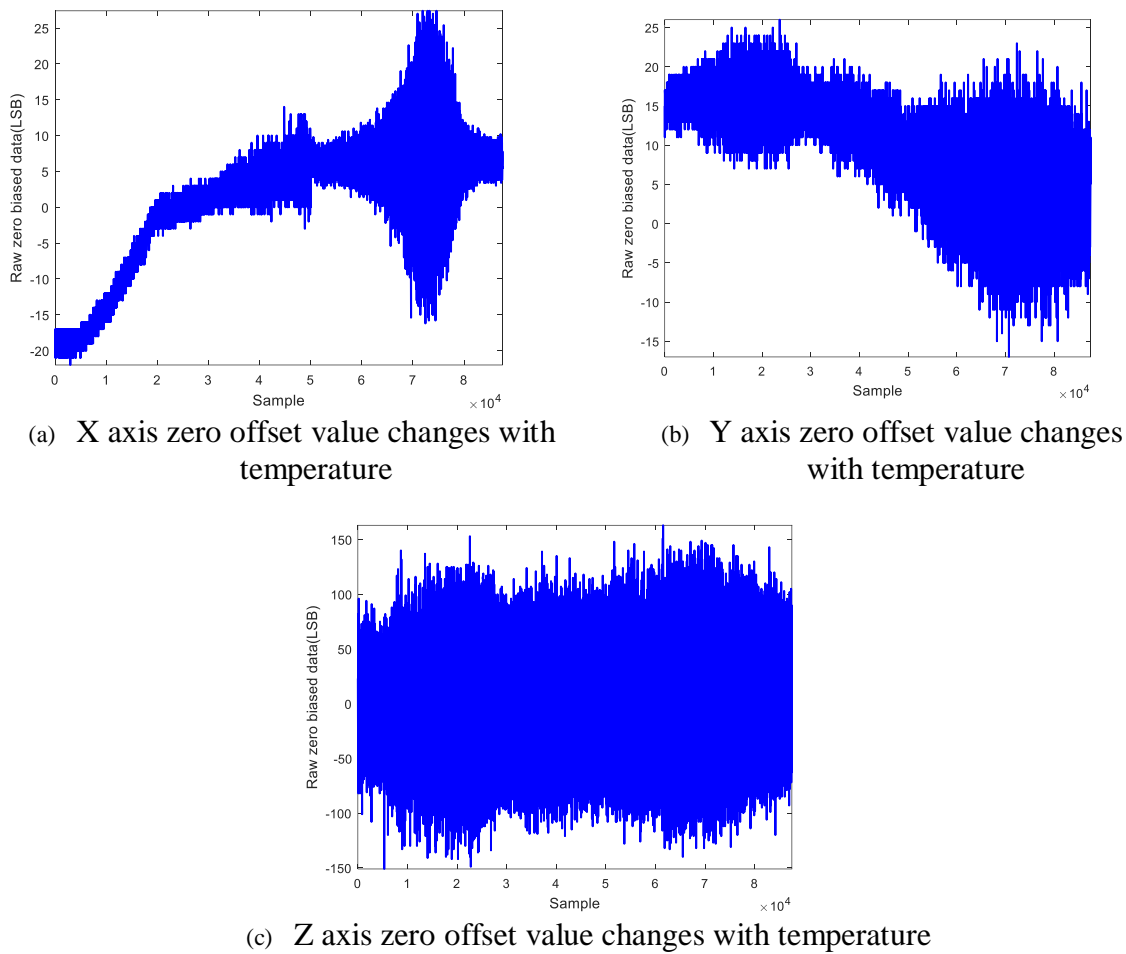 25
20
15
10
5
0
-5
-10
-15
-20
Raw zero biased data(LSB)
0 1 2 3 4 5 6 7 8
Sample
×10^4
(a) X axis zero offset value changes with
temperature
25
20
15
10
5
0
-5
-10
-15
Raw zero biased data(LSB)
0 1 2 3 4 5 6 7 8
Sample
×10^4
(b) Y axis zero offset value changes
with temperature
150
100
50
0
-50
-100
-150
Raw zero biased data(LSB)
0 1 2 3 4 5 6 7 8
Sample
×10^4
(c) Z axis zero offset value changes with temperature